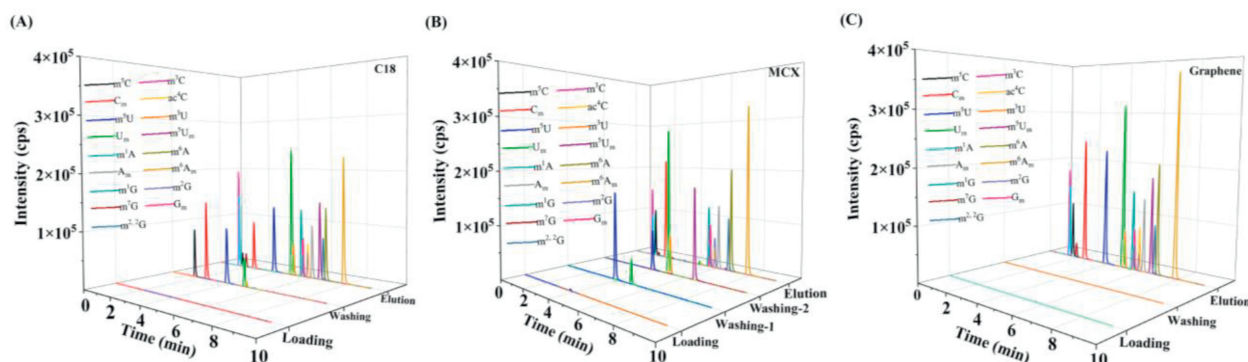 (A)
4×10⁵
3×10⁵
2×10⁵
1×10⁵
Intensity (cps)
C18
m⁵C
Cₘ
m⁵U
Uₘ
m¹A
Aₘ
m¹G
m⁷G
m²,²G
m³C
ac⁴C
m³U
m⁵Uₘ
m⁶A
m⁶Aₘ
m²G
Gₘ
0
2
4
6
8
10
Time (min)
Loading
Washing
Elution
(B)
4×10⁵
3×10⁵
2×10⁵
1×10⁵
Intensity (cps)
MCX
m⁵C
Cₘ
m⁵U
Uₘ
m¹A
Aₘ
m¹G
m⁷G
m²,²G
m³C
ac⁴C
m³U
m⁵Uₘ
m⁶A
m⁶Aₘ
m²G
Gₘ
0
2
4
6
8
10
Time (min)
Loading
Washing-1
Washing-2
Elution
(C)
4×10⁵
3×10⁵
2×10⁵
1×10⁵
Intensity (cps)
Graphene
m⁵C
Cₘ
m⁵U
Uₘ
m¹A
Aₘ
m¹G
m⁷G
m²,²G
m³C
ac⁴C
m³U
m⁵Uₘ
m⁶A
m⁶Aₘ
m²G
Gₘ
0
2
4
6
8
10
Time (min)
Loading
Washing
Elution